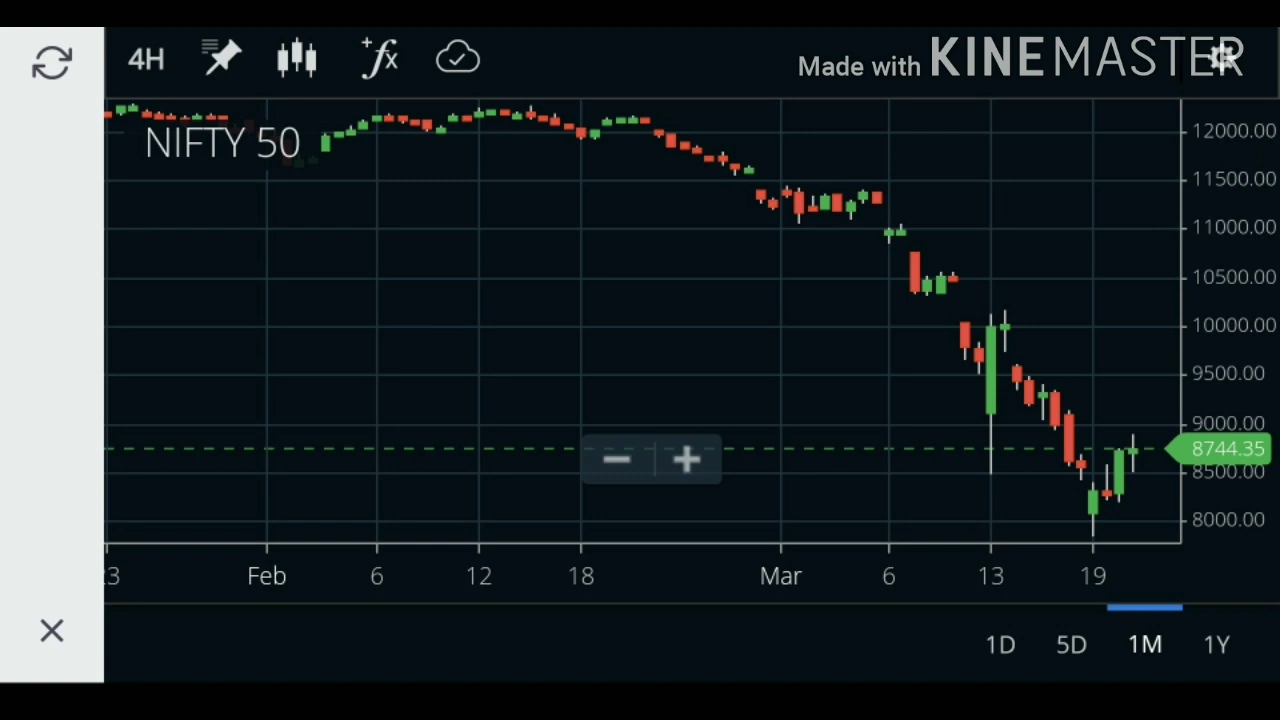 4H
+fx
Made with KINEMASTER
NIFTY 50
12000.00
11500.00
11000.00
10500.00
10000.00
9500.00
9000.00
8744.35
8500.00
8000.00
23 Feb 6 12 18 Mar 6 13 19
1D 5D 1M 1Y